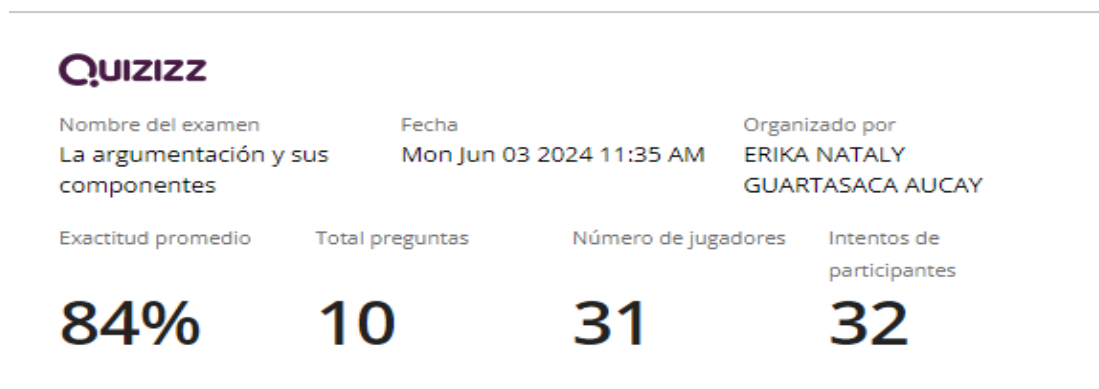 Quizizz
Nombre del examen
La argumentación y sus
componentes
Fecha
Mon Jun 03 2024 11:35 AM
Organizado por
ERIKA NATALY
GUARTASACA AUCAY
Exactitud promedio
84%
Total preguntas
10
Número de jugadores
31
Intentos de
participantes
32